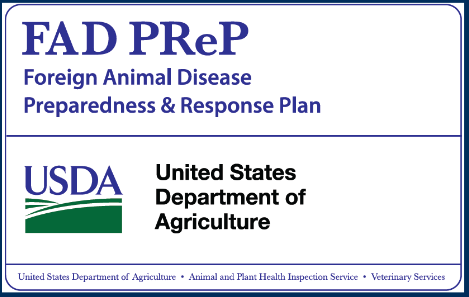 FAD PReP
Foreign Animal Disease
Preparedness & Response Plan
USDA
United States
Department of
Agriculture
United States Department of Agriculture • Animal and Plant Health Inspection Service • Veterinary Services